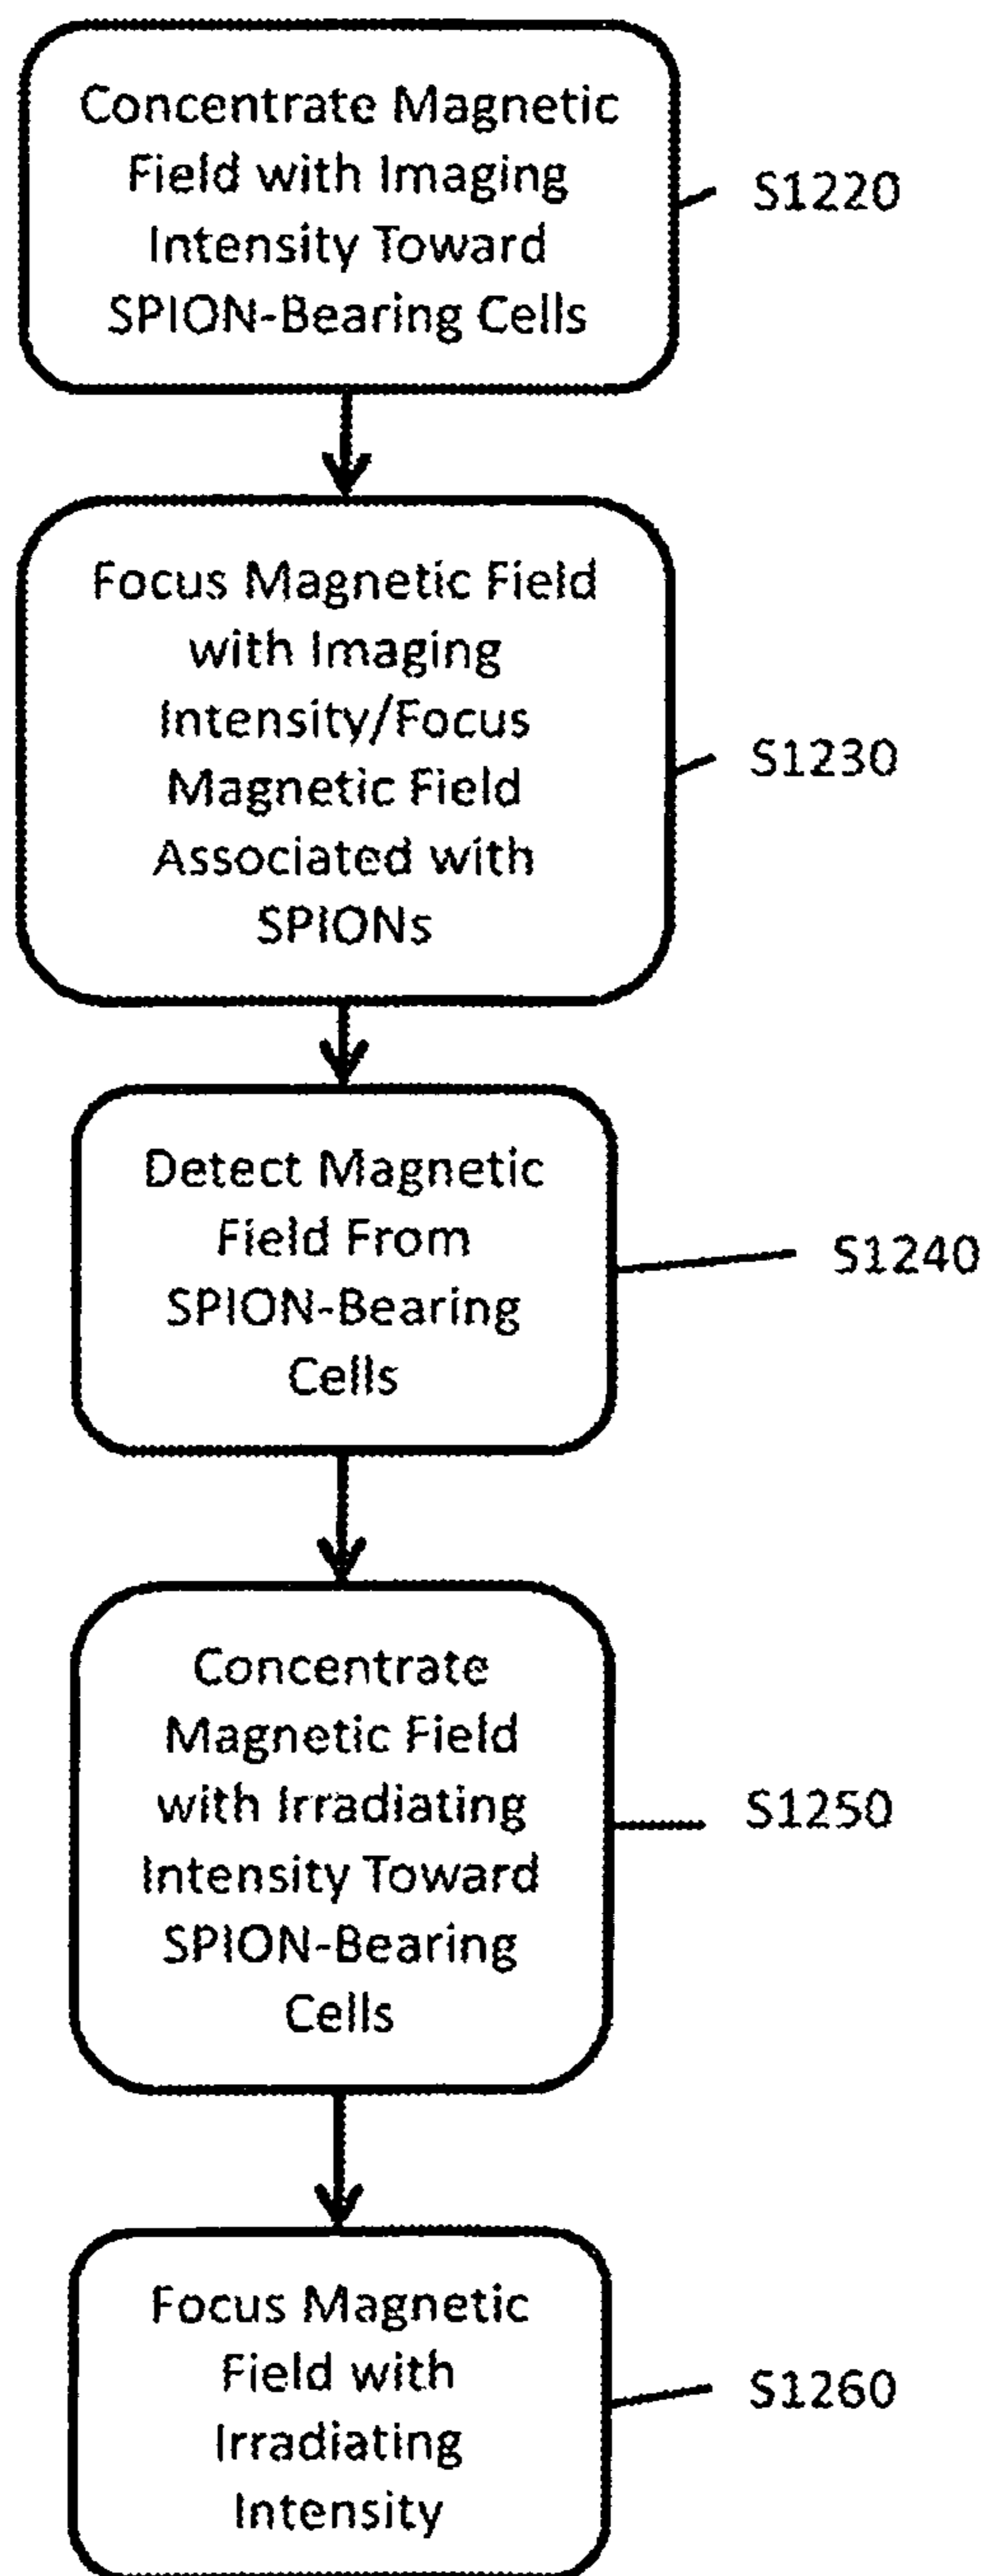 Concentrate Magnetic
Field with Imaging
Intensity Toward
SPION-Bearing Cells
S1220
Focus Magnetic Field
with Imaging
Intensity/Focus
Magnetic Field
Associated with
SPIONs
S1230
Detect Magnetic
Field From
SPION-Bearing
Cells
S1240
Concentrate
Magnetic Field
with Irradiating
Intensity Toward
SPION-Bearing
Cells
S1250
Focus Magnetic
Field with
Irradiating
Intensity
S1260